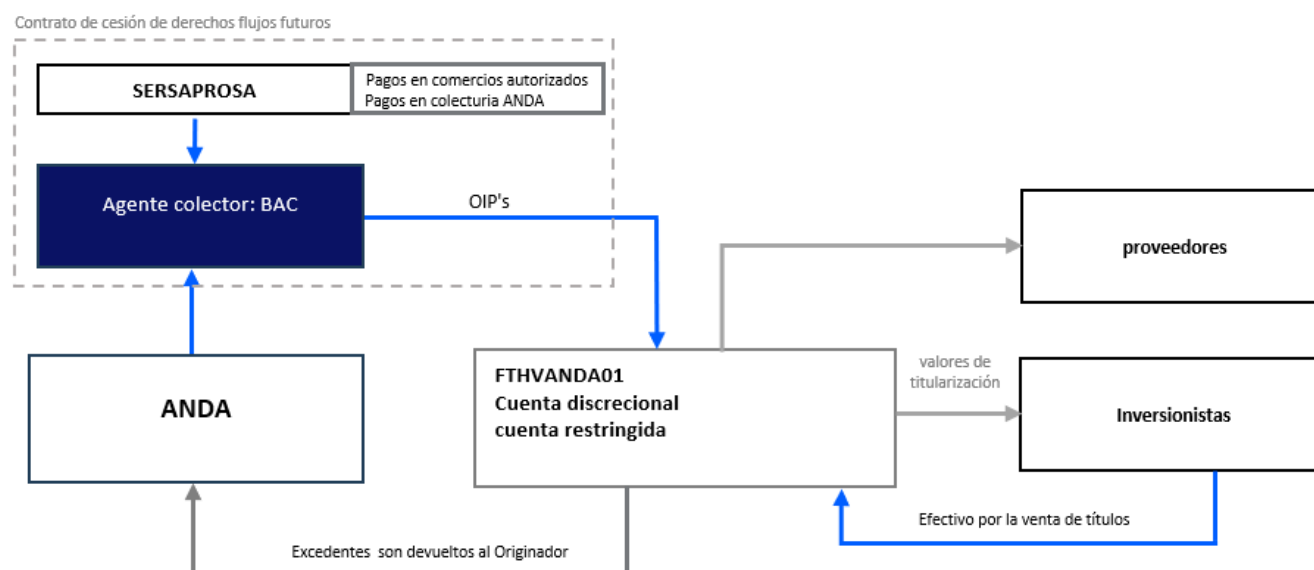 Contrato de cesión de derechos flujos futuros
SERSAPROSA
Pagos en comercios autorizados
Pagos en colecturia ANDA
Agente colector: BAC
OIP's
proveedores
ANDA
FTHVANDA01
Cuenta discrecional
cuenta restringida
valores de
titularización
Inversionistas
Efectivo por la venta de títulos
Excedentes son devueltos al Originador